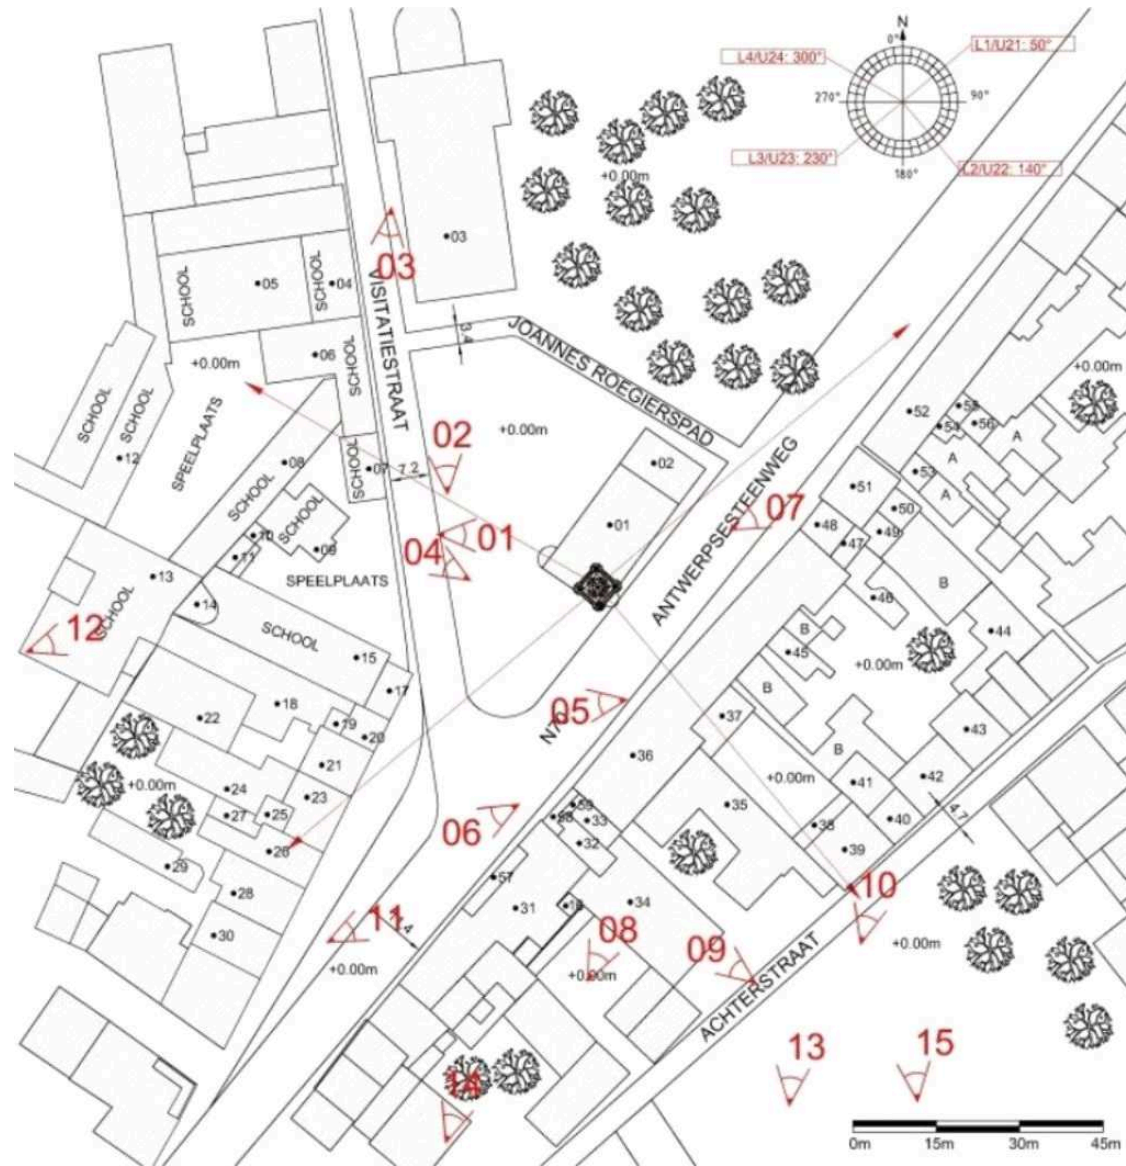 N
0°
L1/U21: 50°
L4/U24: 300°
270°
90°
L3/U23: 230°
L2/U22: 140°
180°
+0.00m
03
03
VISITATIESTRAAT
SCHOOL
05
SCHOOL
04
3.4
JOANNES ROEGIERSPAD
06
SCHOOL
+0.00m
+0.00m
SCHOOL
SCHOOL
SPEELPLAATS
12
+0.00m
02
02
08
07
7.2
SCHOOL
SCHOOL
SCHOOL
10
09
11
01
04
01
07
ANTWERPSESTEENWEG
52
55
54
56
A
53
A
A
51
50
49
48
47
B
46
44
B
45
+0.00m
B
B
SPEELPLAATS
13
SCHOOL
14
12
SCHOOL
15
17
18
22
19
20
21
+0.00m
24
23
27
25
26
29
28
30
05
37
36
43
42
41
+0.00m
35
38
40
39
4.7
06
59
33
32
57
31
34
10
11
+0.00m
08
+0.00m
09
+0.00m
ACHTERSTRAAT
13
15
14
0m
15m
30m
45m